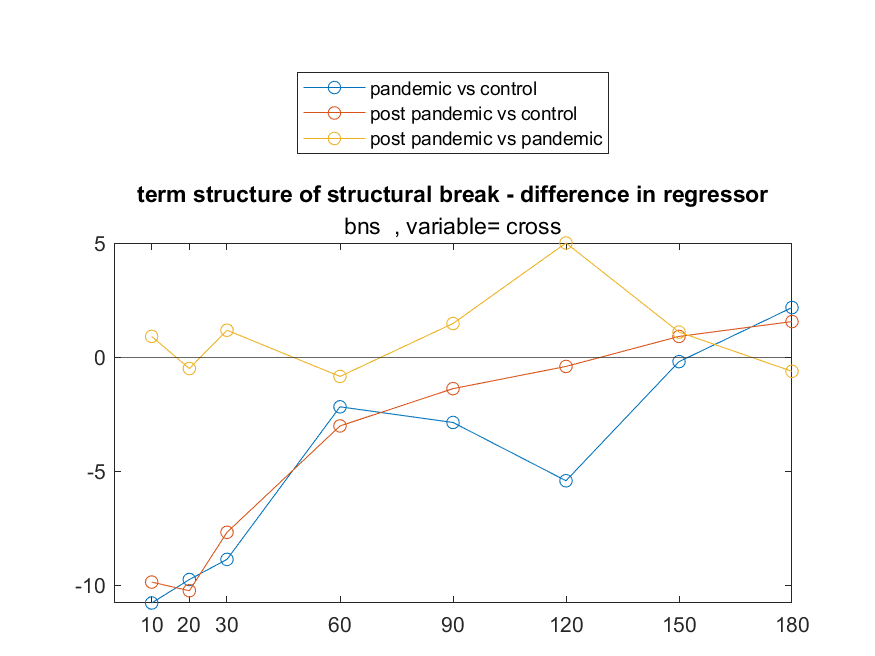 pandemic vs control
post pandemic vs control
post pandemic vs pandemic
term structure of structural break - difference in regressor
bns  , variable= cross
5
0
-5
-10
10 20 30 60 90 120 150 180